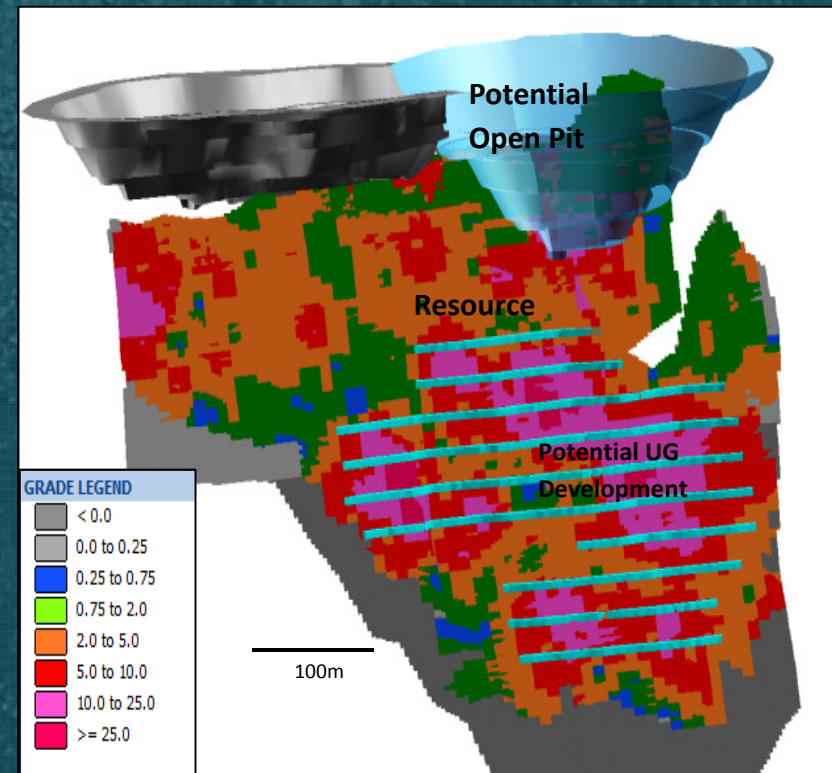 Potential
Open Pit
Resource
Potential UG
Development
GRADE LEGEND
< 0.0
0.0 to 0.25
0.25 to 0.75
0.75 to 2.0
2.0 to 5.0
5.0 to 10.0
10.0 to 25.0
>= 25.0
100m